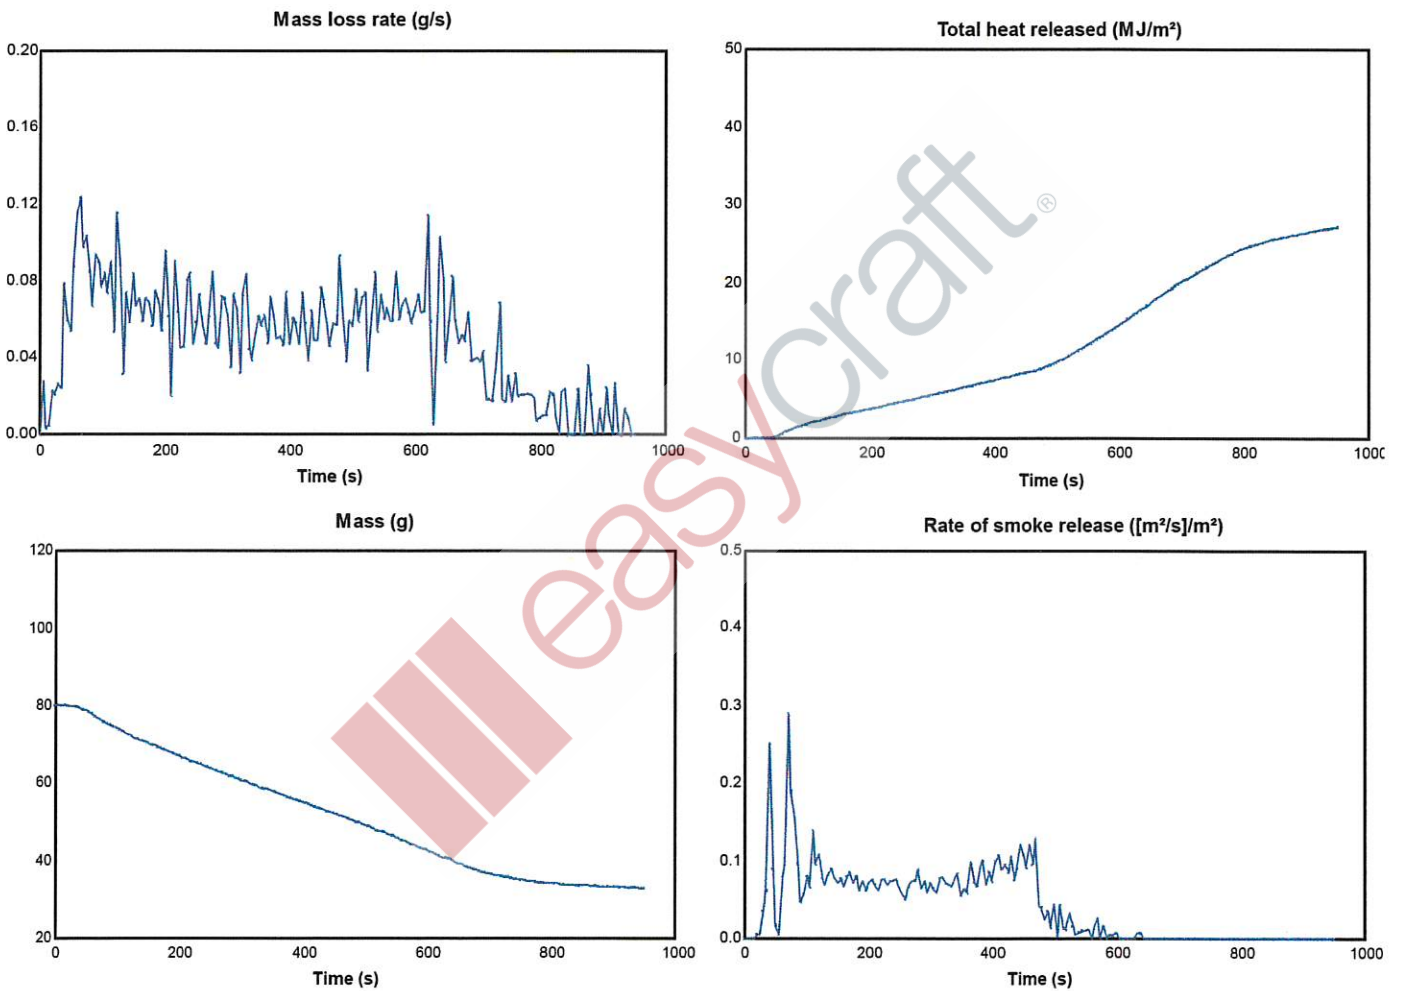 Mass loss rate (g/s)
0.20
0.16
0.12
0.08
0.04
0.00
0 200 400 600 800 1000
Time (s)
Total heat released (MJ/m²)
50
40
30
20
10
0
0 200 400 600 800 1000
Time (s)
Mass (g)
120
100
80
60
40
20
0 200 400 600 800 1000
Time (s)
Rate of smoke release ([m²/s]/m²)
0.5
0.4
0.3
0.2
0.1
0.0
0 200 400 600 800 1000
Time (s)
easycraft®